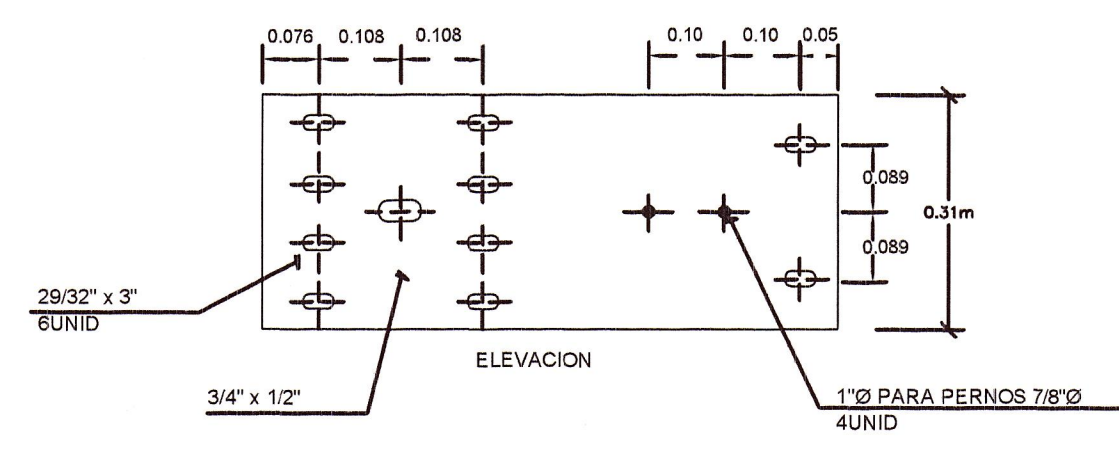 0.076 0.108 0.108 0.10 0.10 0.05
0.089
0.31m
0.089
29/32" x 3"
6UNID
ELEVACION
3/4" x 1/2"
1"Ø PARA PERNOS 7/8"Ø
4UNID